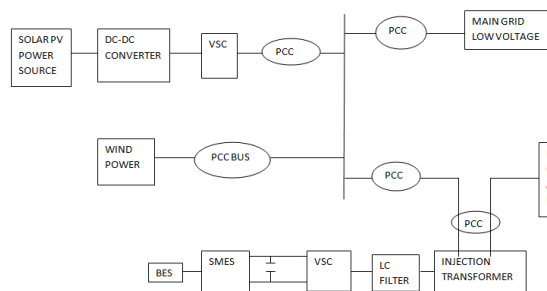 SOLAR PV
POWER
SOURCE
DC-DC
CONVERTER
VSC
PCC
PCC
MAIN GRID
LOW VOLTAGE
WIND
POWER
PCC BUS
PCC
PCC
BES
SMES
VSC
LC
FILTER
INJECTION
TRANSFORMER